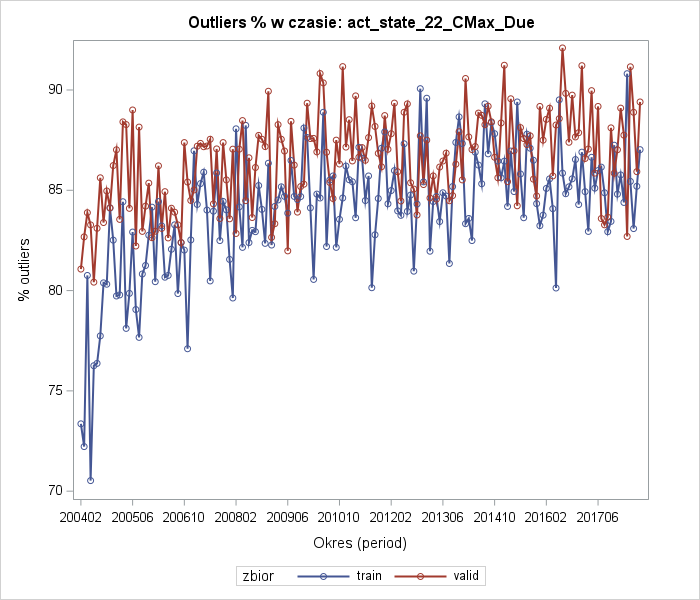 Outliers % w czasie: act_state_22_CMax_Due
% outliers
90
85
80
75
70
200402 200506 200610 200802 200906 201010 201202 201306 201410 201602 201706
Okres (period)
zbior train valid